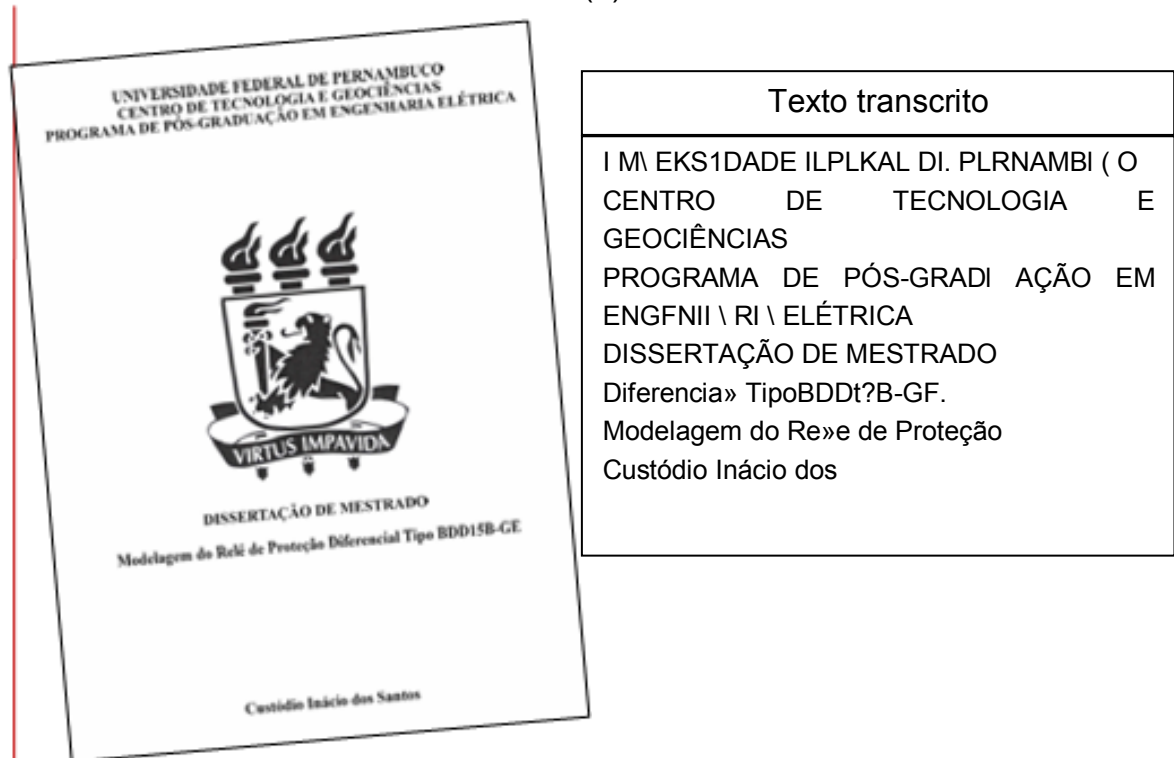 UNIVERSIDADE FEDERAL DE PERNAMBUCO
CENTRO DE TECNOLOGIA E GEOCIÊNCIAS
PROGRAMA DE PÓS-GRADUAÇÃO EM ENGENHARIA ELÉTRICA
VIRTUS IMPAVIDA
DISSERTAÇÃO DE MESTRADO
Modelagem do Relé de Proteção Diferencial Tipo BDD15B-GE
Custódio Inácio dos Santos
Texto transcrito
I M\ EKS1DADE ILPLKAL DI. PLRNAMBI ( O
CENTRO DE TECNOLOGIA E
GEOCIÊNCIAS
PROGRAMA DE PÓS-GRADI AÇÃO EM
ENGFNII \ RI \ ELÉTRICA
DISSERTAÇÃO DE MESTRADO
Diferencia» TipoBDDt?B-GF.
Modelagem do Re»e de Proteção
Custódio Inácio dos